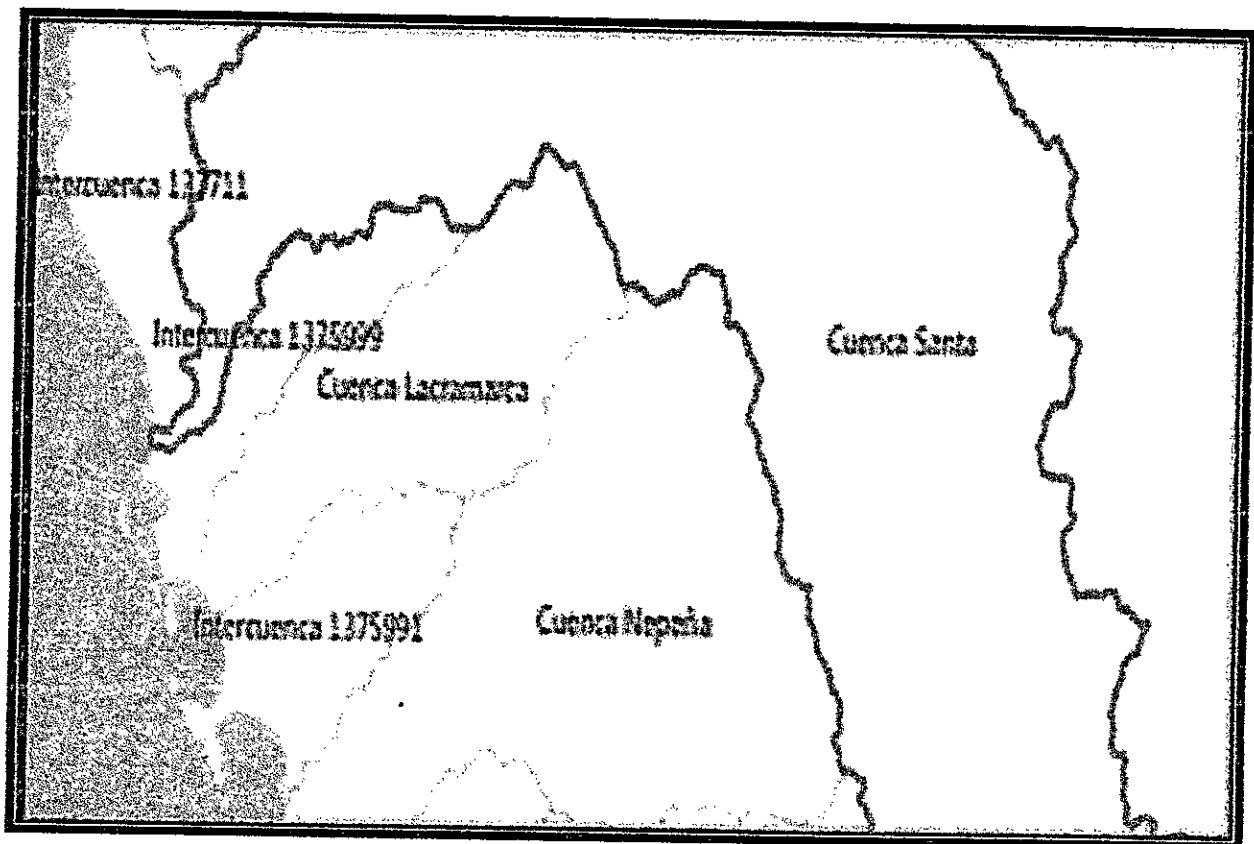 Intercuenca 137711
Intercuenca 1375999
Cuenca Santa
Cuenca Lacramarca
Intercuenca 1375991
Cuenca Nepeña